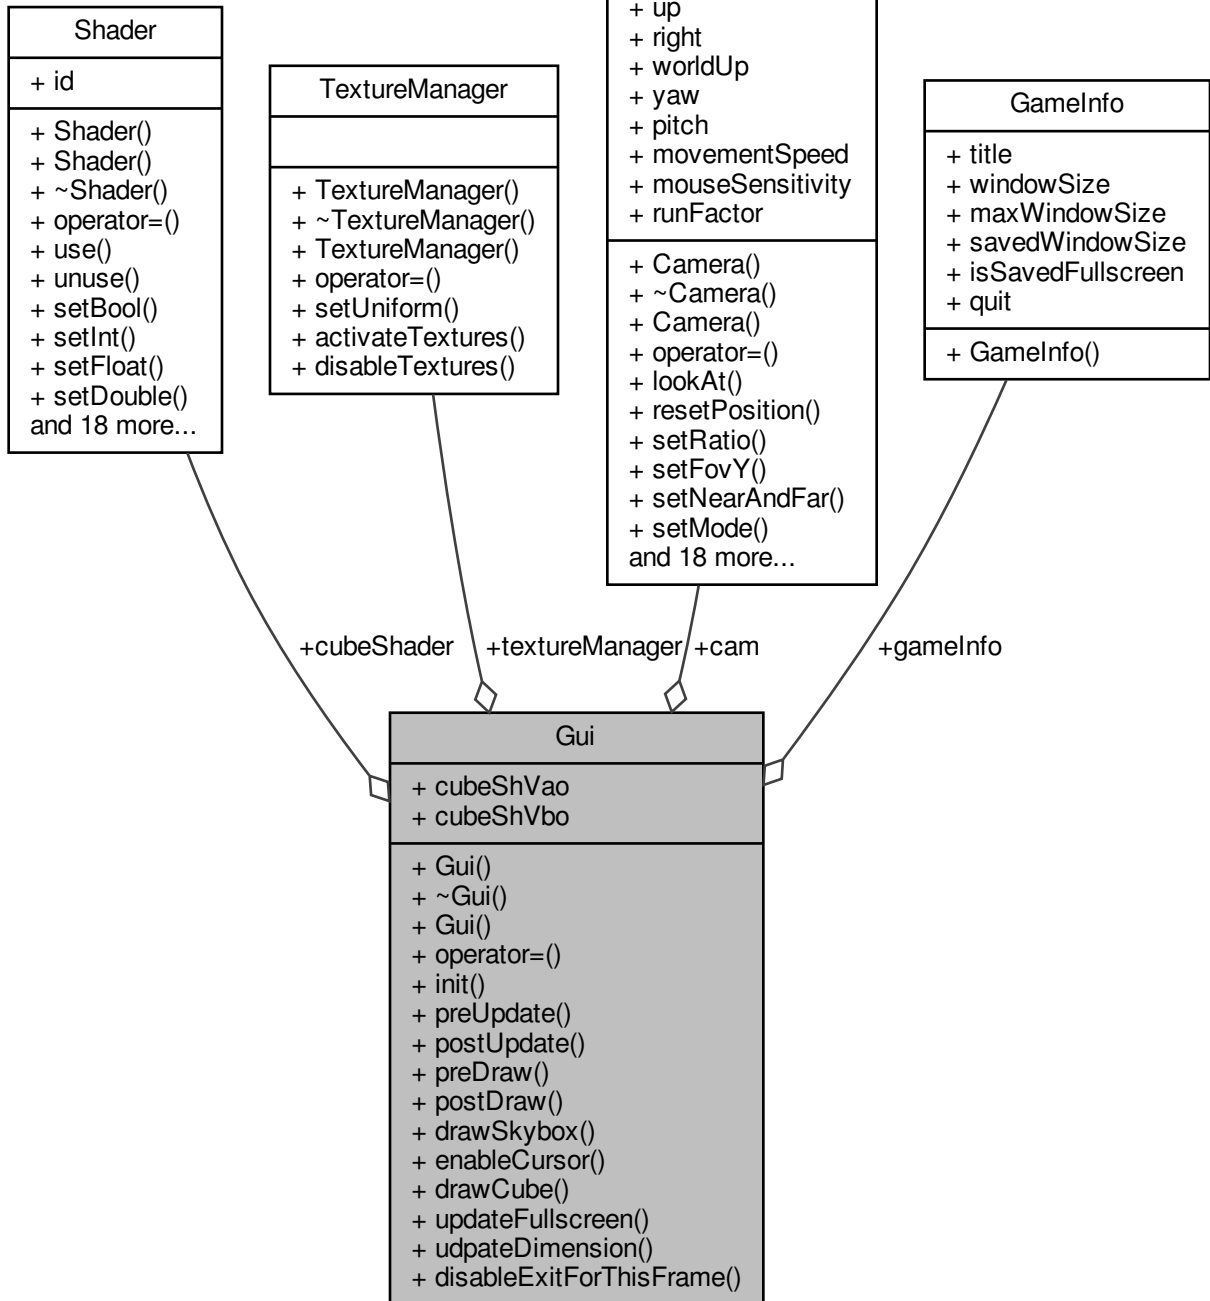 Shader
+ id
+ Shader()
+ Shader()
+ ~Shader()
+ operator=()
+ use()
+ unuse()
+ setBool()
+ setInt()
+ setFloat()
+ setDouble()
and 18 more...
TextureManager
+ TextureManager()
+ ~TextureManager()
+ TextureManager()
+ operator=()
+ setUniform()
+ activateTextures()
+ disableTextures()
+ up
+ right
+ worldUp
+ yaw
+ pitch
+ movementSpeed
+ mouseSensitivity
+ runFactor
+ Camera()
+ ~Camera()
+ Camera()
+ operator=()
+ lookAt()
+ resetPosition()
+ setRatio()
+ setFovY()
+ setNearAndFar()
+ setMode()
and 18 more...
GameInfo
+ title
+ windowSize
+ maxWindowSize
+ savedWindowSize
+ isSavedFullscreen
+ quit
+ GameInfo()
+cubeShader
+textureManager
+cam
+gameInfo
Gui
+ cubeShVao
+ cubeShVbo
+ Gui()
+ ~Gui()
+ Gui()
+ operator=()
+ init()
+ preUpdate()
+ postUpdate()
+ preDraw()
+ postDraw()
+ drawSkybox()
+ enableCursor()
+ drawCube()
+ updateFullscreen()
+ udpateDimension()
+ disableExitForThisFrame()